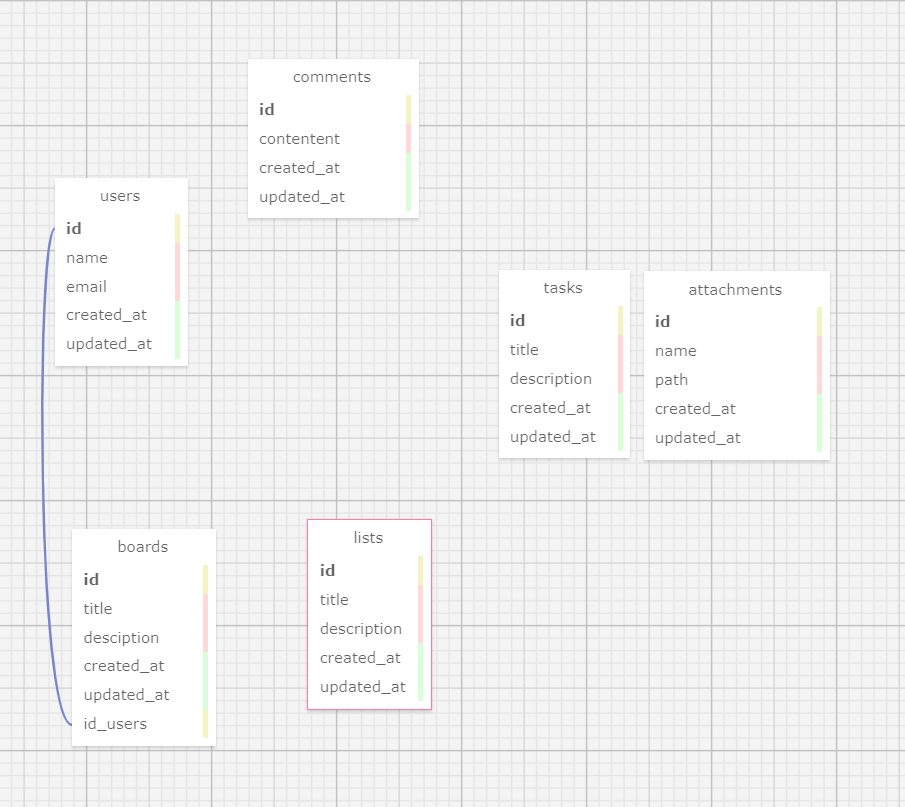 comments
id
contentent
created_at
updated_at
users
id
name
email
created_at
updated_at
tasks
id
title
description
created_at
updated_at
attachments
id
name
path
created_at
updated_at
boards
id
title
desciption
created_at
updated_at
id_users
lists
id
title
description
created_at
updated_at